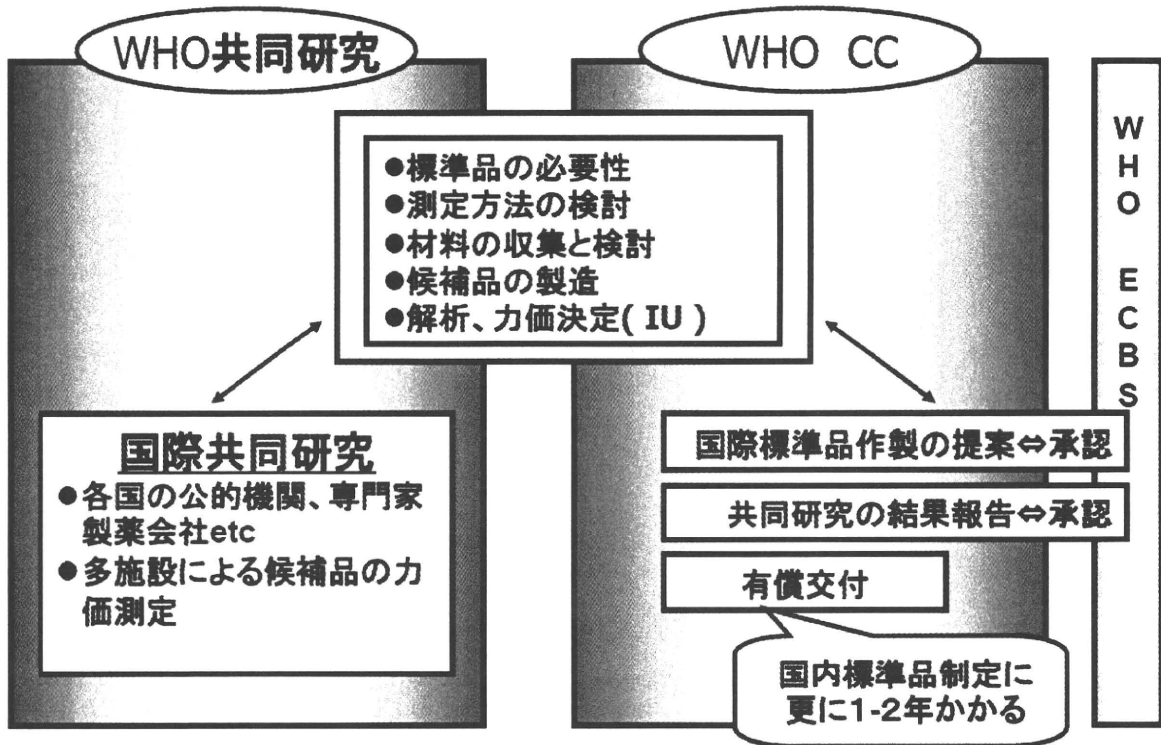 WHO共同研究
WHO CC
●標準品の必要性
●測定方法の検討
●材料の収集と検討
●候補品の製造
●解析、力価決定( IU )
国際共同研究
●各国の公的機関、専門家
製薬会社etc
●多施設による候補品の力
価測定
国際標準品作製の提案⇔承認
共同研究の結果報告⇔承認
有償交付
国内標準品制定に
更に1-2年かかる
WHO ECBS